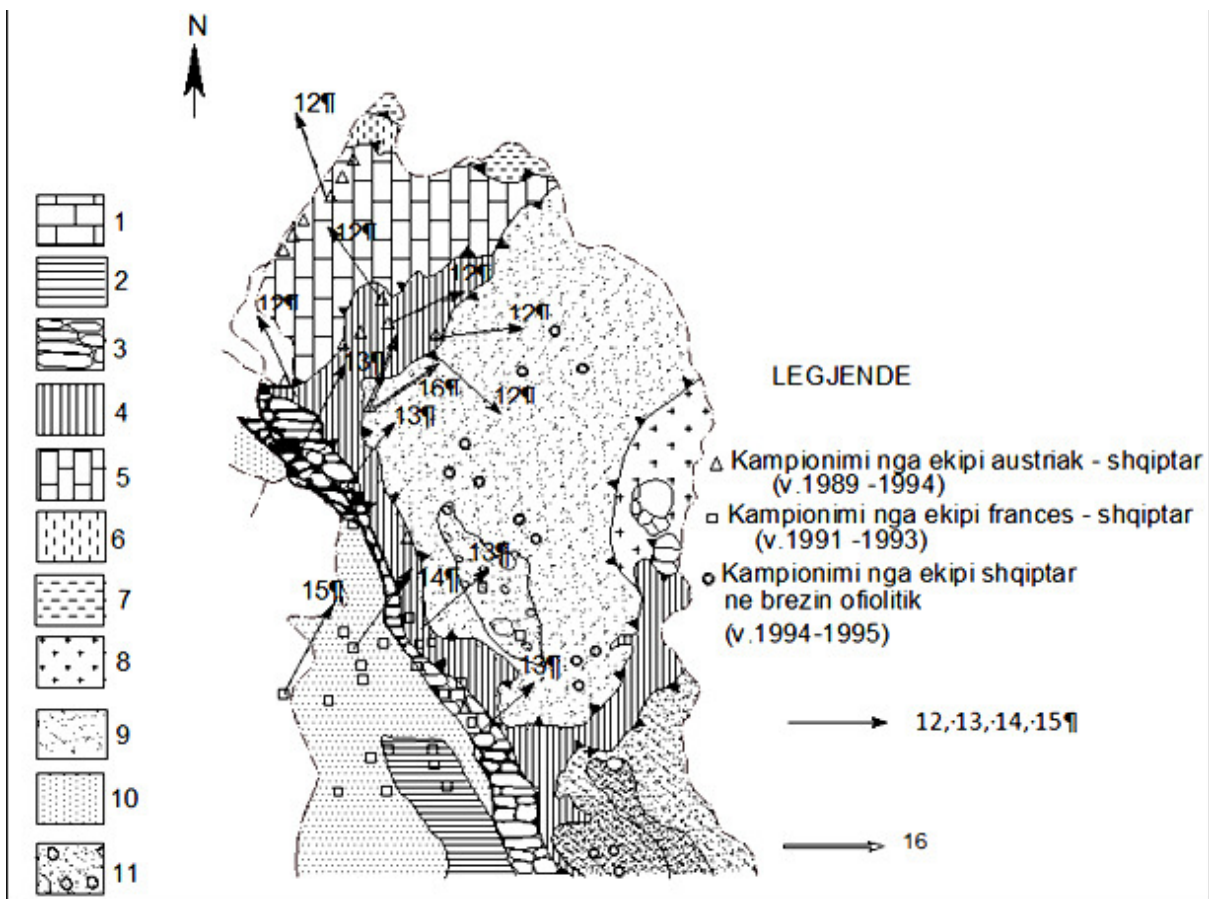 N
12¶
12¶
12¶
12¶
12¶
13¶
16¶
12¶
13¶
13¶
14¶
15¶
13¶
1
2
3
4
5
6
7
8
9
10
11
LEGJENDE
Kampionimi nga ekipi austriak - shqiptar
(v.1989 -1994)
Kampionimi nga ekipi frances - shqiptar
(v.1991 -1993)
Kampionimi nga ekipi shqiptar
ne brezin ofiolitik
(v.1994-1995)
12,·13,·14,·15¶
16